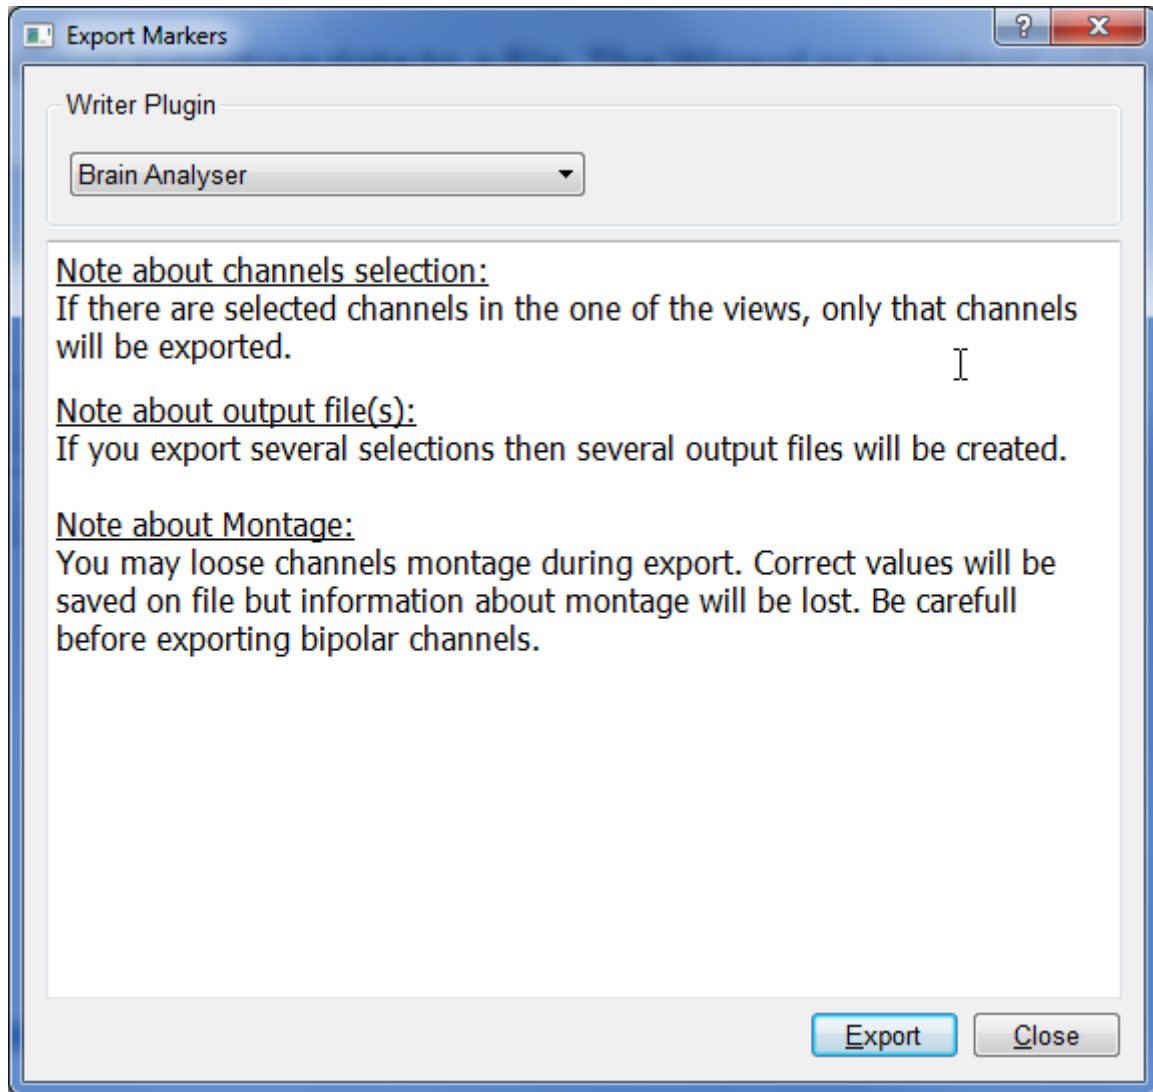 Export Markers
Writer Plugin
Brain Analyser
Note about channels selection:
If there are selected channels in the one of the views, only that channels
will be exported.
Note about output file(s):
If you export several selections then several output files will be created.
Note about Montage:
You may loose channels montage during export. Correct values will be
saved on file but information about montage will be lost. Be carefull
before exporting bipolar channels.
Export
Close